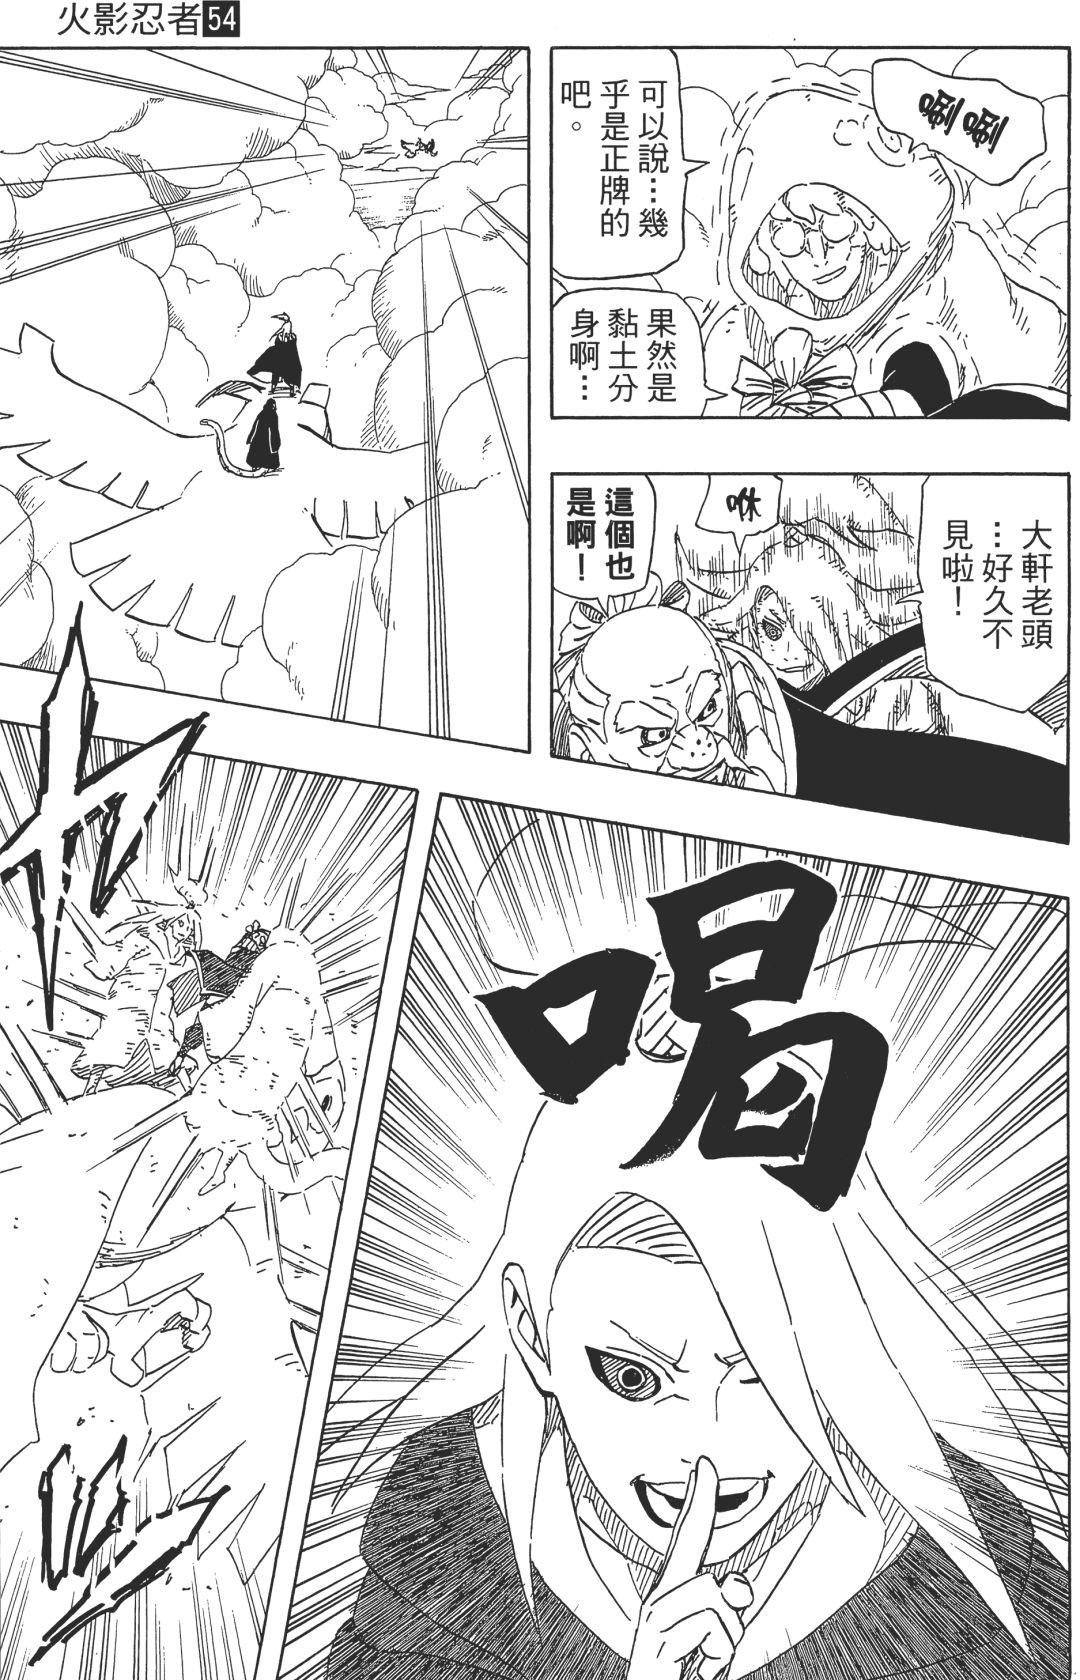 火影忍者54
可以說…幾
乎是正牌的
吧。
果然是
黏土分
身啊…
大軒老頭
…好久不
見啦！
咻
這個也
是啊！
喝